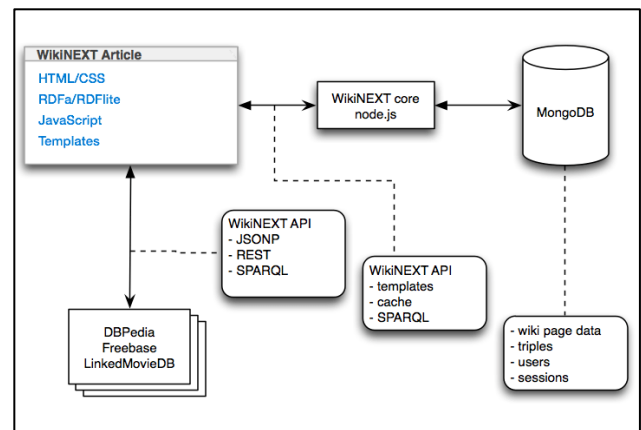 WikiNEXT Article
HTML/CSS
RDFa/RDFlite
JavaScript
Templates
WikiNEXT core
node.js
MongoDB
WikiNEXT API
- JSONP
- REST
- SPARQL
WikiNEXT API
- templates
- cache
- SPARQL
DBPedia
Freebase
LinkedMovieDB
- wiki page data
- triples
- users
- sessions